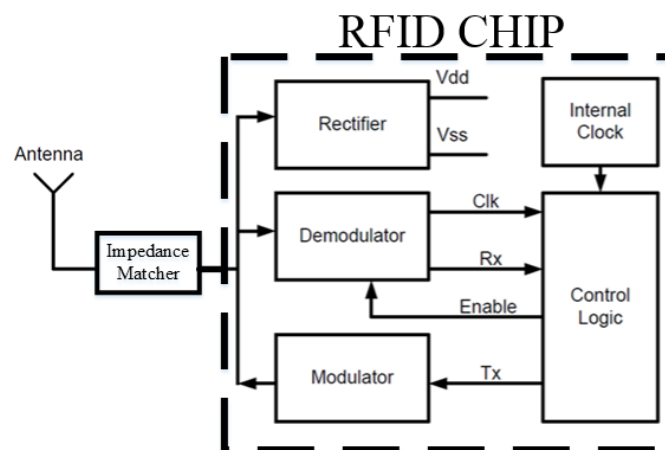 RFID CHIP
Vdd
Rectifier
Vss
Internal
Clock
Antenna
Impedance
Matcher
Demodulator
Clk
Rx
Enable
Control
Logic
Modulator
Tx